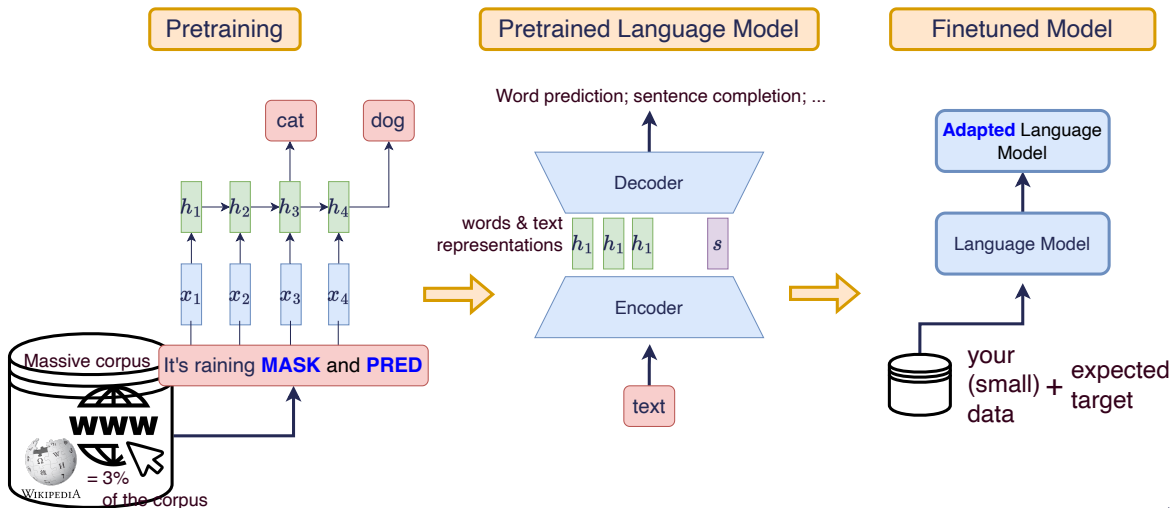 Pretraining
Pretrained Language Model
Finetuned Model
cat
dog
h1
h2
h3
h4
x1
x2
x3
x4
Massive corpus
It's raining MASK and PRED
WWW
WIKIPEDIA
= 3%
of the corpus
Word prediction; sentence completion; ...
Decoder
words & text
representations
h1
h1
h1
s
Encoder
text
Adapted Language
Model
Language Model
your
(small)
data
+
expected
target